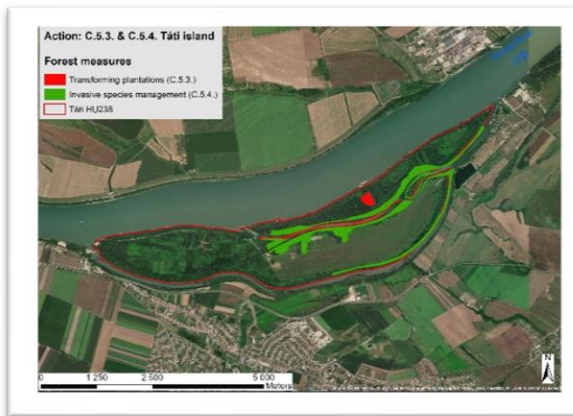 Action: C.5.3. & C.5.4. Táti island
Forest measures
Transforming plantations (C.5.3.)
Invasive species management (C.5.4.)
Táti HU238
N
0 1 250 2 500 5 000
Meters